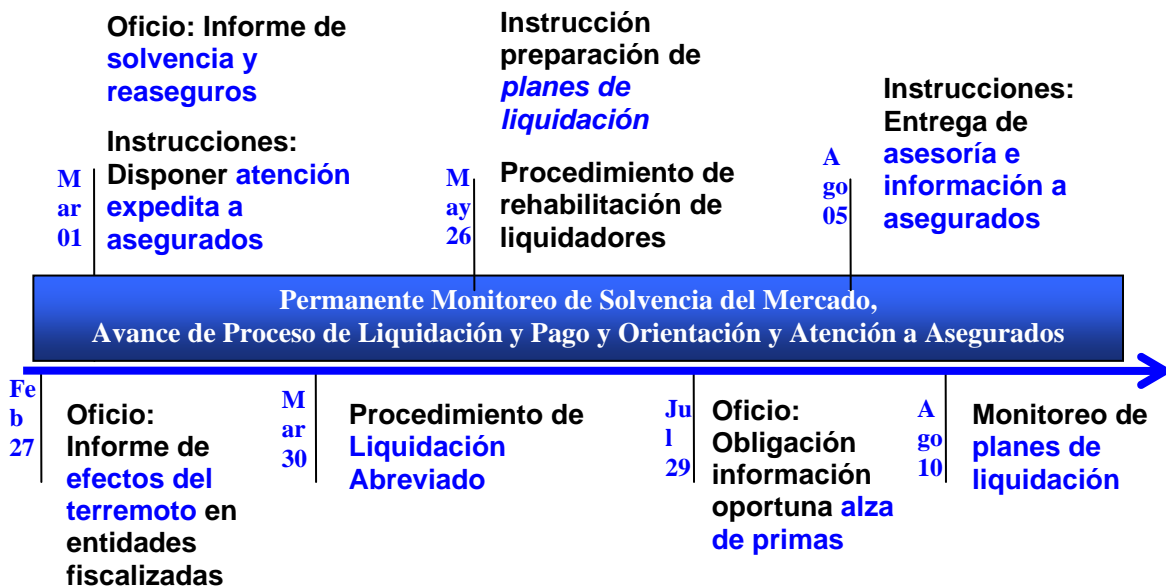 Oficio: Informe de
solvencia y
reaseguros
Instrucciones:
Disponer atención
expedita a
asegurados
M
ar
01
Instrucción
preparación de
planes de
liquidación
Procedimiento de
rehabilitación de
liquidadores
M
ay
26
Instrucciones:
Entrega de
asesoría e
información a
asegurados
A
go
05
Permanente Monitoreo de Solvencia del Mercado,
Avance de Proceso de Liquidación y Pago y Orientación y Atención a Asegurados
Fe
b
27
Oficio:
Informe de
efectos del
terremoto en
entidades
fiscalizadas
M
ar
30
Procedimiento de
Liquidación
Abreviado
Ju
l
29
Oficio:
Obligación
información
oportuna alza
de primas
A
go
10
Monitoreo de
planes de
liquidación